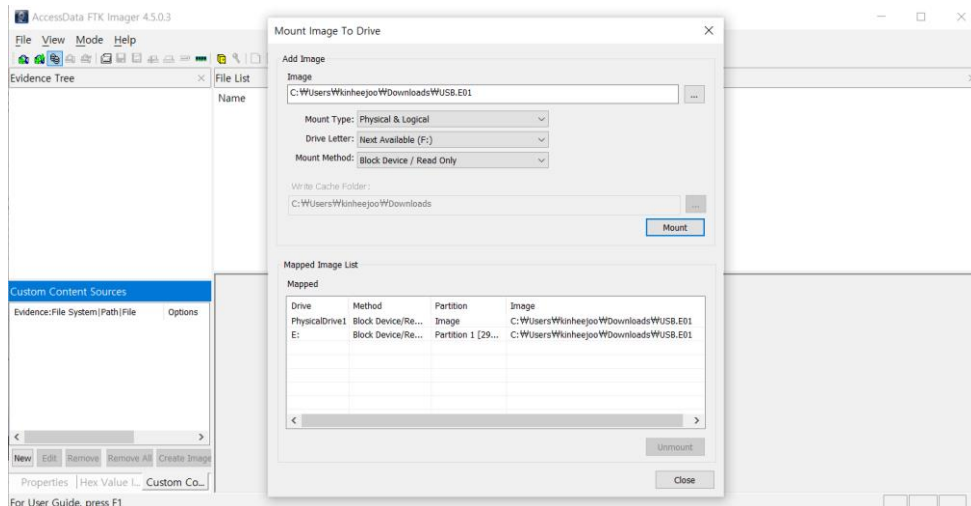 AccessData FTK Imager 4.5.0.3
File View Mode Help
Evidence Tree
File List
Name
Mount Image To Drive
Add Image
Image
C:₩Users₩kinheejoo₩Downloads₩USB.E01
...
Mount Type: Physical & Logical
Drive Letter: Next Available (F:)
Mount Method: Block Device / Read Only
Write Cache Folder:
C:₩Users₩kinheejoo₩Downloads
...
Mount
Mapped Image List
Mapped
Drive Method Partition Image
PhysicalDrive1 Block Device/Re... Image C:₩Users₩kinheejoo₩Downloads₩USB.E01
E: Block Device/Re... Partition 1 [29... C:₩Users₩kinheejoo₩Downloads₩USB.E01
Unmount
Close
Custom Content Sources
Evidence:File System|Path|File Options
New Edit Remove Remove All Create Image
Properties Hex Value I... Custom Co...
For User Guide, press F1